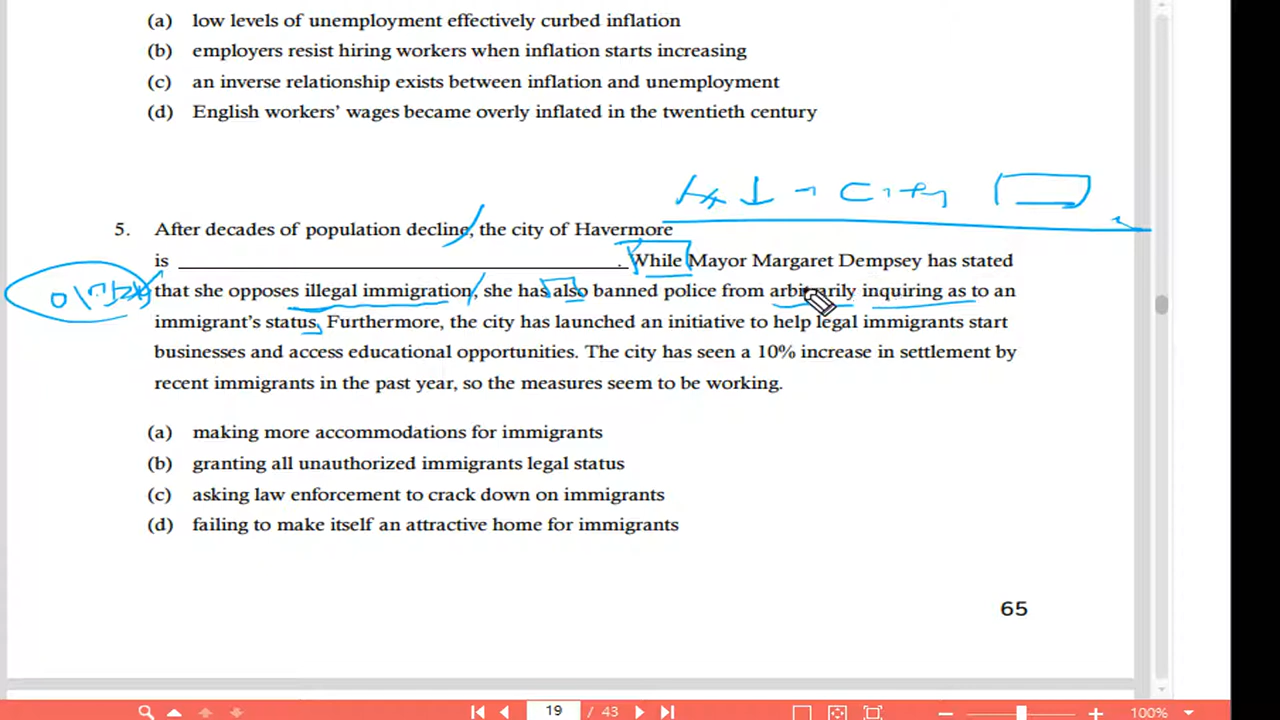 (a) low levels of unemployment effectively curbed inflation
(b) employers resist hiring workers when inflation starts increasing
(c) an inverse relationship exists between inflation and unemployment
(d) English workers' wages became overly inflated in the twentieth century
↓ → City
5. After decades of population decline, the city of Havermore
is ______________________. While Mayor Margaret Dempsey has stated
that she opposes illegal immigration, she has also banned police from arbitrarily inquiring as to an
immigrant's status. Furthermore, the city has launched an initiative to help legal immigrants start
businesses and access educational opportunities. The city has seen a 10% increase in settlement by
recent immigrants in the past year, so the measures seem to be working.
(a) making more accommodations for immigrants
(b) granting all unauthorized immigrants legal status
(c) asking law enforcement to crack down on immigrants
(d) failing to make itself an attractive home for immigrants
65
19 / 43
100%